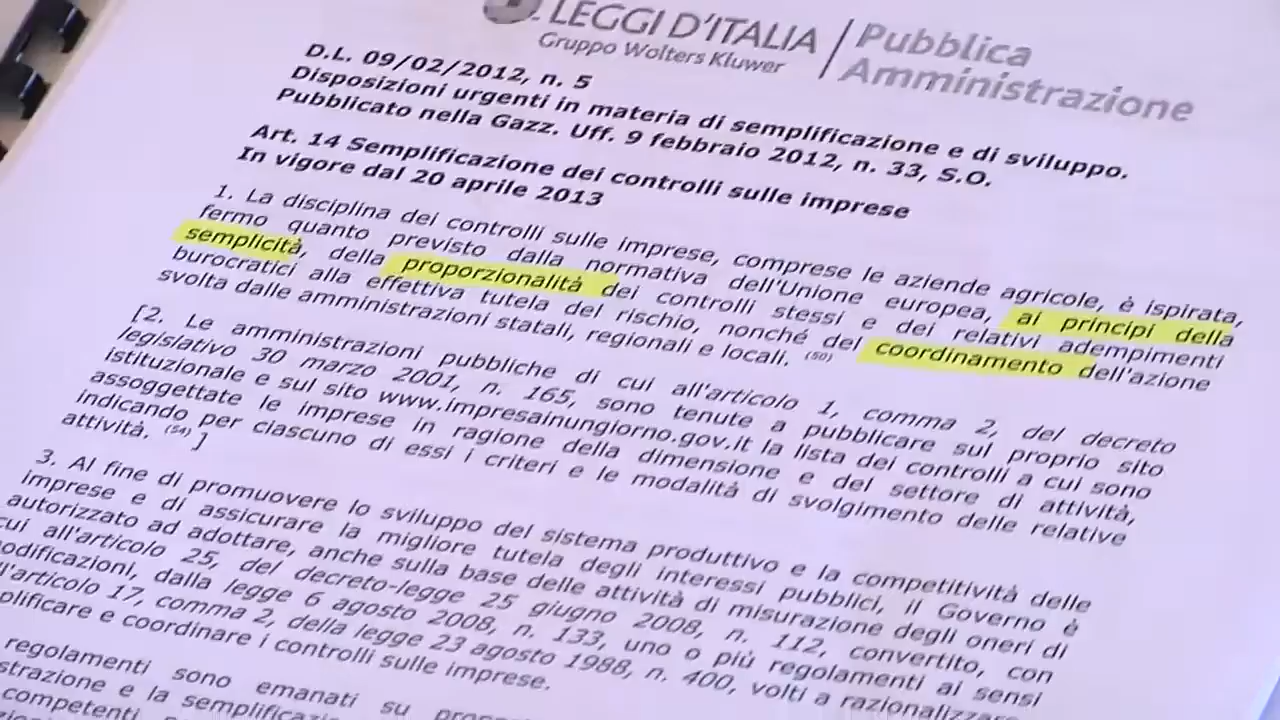 LEGGI D'ITALIA
Gruppo Wolters Kluwer
Pubblica
Amministrazione
D.L. 09/02/2012, n. 5
Disposizioni urgenti in materia di semplificazione e di sviluppo.
Pubblicato nella Gazz. Uff. 9 febbraio 2012, n. 33, S.O.
Art. 14 Semplificazione dei controlli sulle imprese
In vigore dal 20 aprile 2013
1. La disciplina dei controlli sulle imprese, comprese le aziende agricole, è ispirata,
fermo quanto previsto dalla normativa dell'Unione europea, ai principi della
semplicità, della proporzionalità dei controlli stessi e dei relativi adempimenti
burocratici alla effettiva tutela del rischio, nonché del coordinamento dell'azione
svolta dalle amministrazioni statali, regionali e locali. (50)
[2. Le amministrazioni pubbliche di cui all'articolo 1, comma 2, del decreto
legislativo 30 marzo 2001, n. 165, sono tenute a pubblicare sul proprio sito
istituzionale e sul sito www.impresainungiorno.gov.it la lista dei controlli a cui sono
assoggettate le imprese in ragione della dimensione e del settore di attività,
indicando per ciascuno di essi i criteri e le modalità di svolgimento delle relative
attività. (54) ]
3. Al fine di promuovere lo sviluppo del sistema produttivo e la competitività delle
imprese e di assicurare la migliore tutela degli interessi pubblici, il Governo è
autorizzato ad adottare, anche sulla base delle attività di misurazione degli oneri di
cui all'articolo 25, del decreto-legge 25 giugno 2008, n. 112, convertito, con
odificazioni, dalla legge 6 agosto 2008, n. 133, uno o più regolamenti ai sensi
l'articolo 17, comma 2, della legge 23 agosto 1988, n. 400, volti a razionalizzare
plificare e coordinare i controlli sulle imprese.
regolamenti sono emanati su
strazione e la semplificazi
competenti